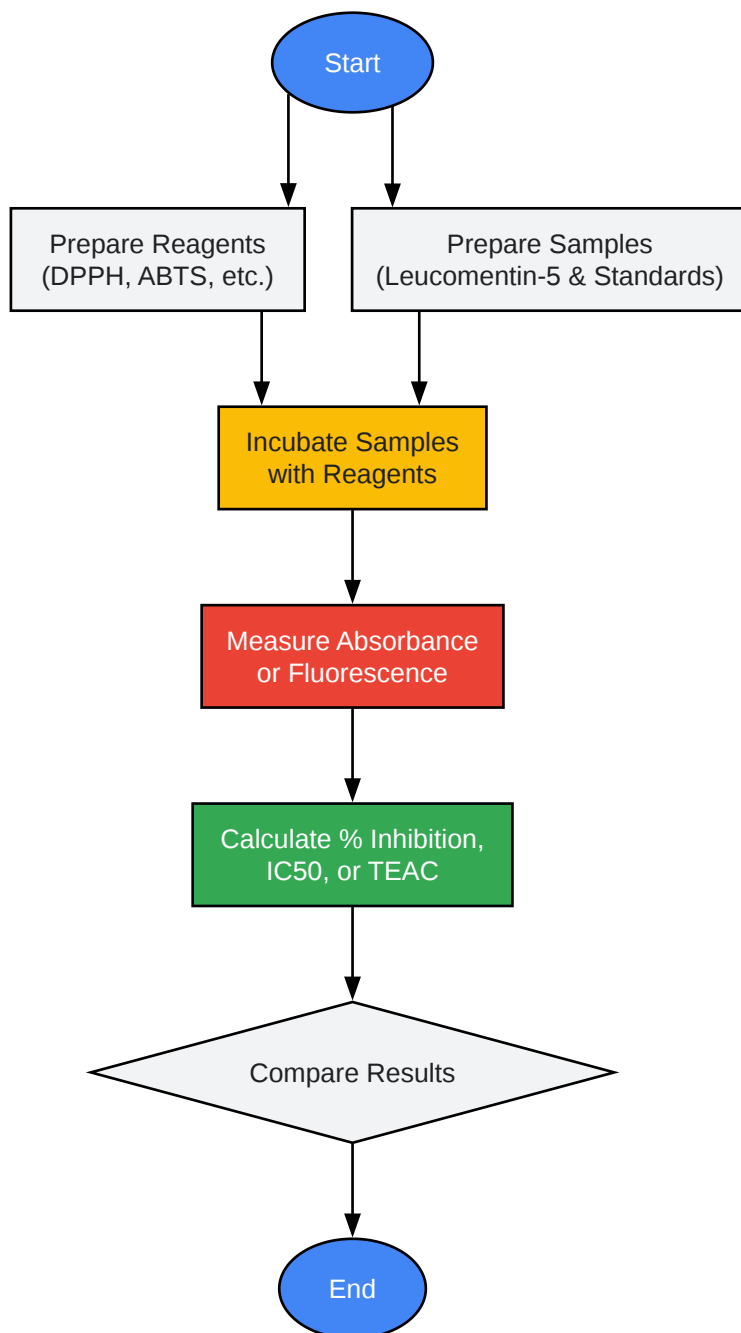 Start
Prepare Reagents
(DPPH, ABTS, etc.)
Prepare Samples
(Leucomentin-5 & Standards)
Incubate Samples
with Reagents
Measure Absorbance
or Fluorescence
Calculate % Inhibition,
IC50, or TEAC
Compare Results
End